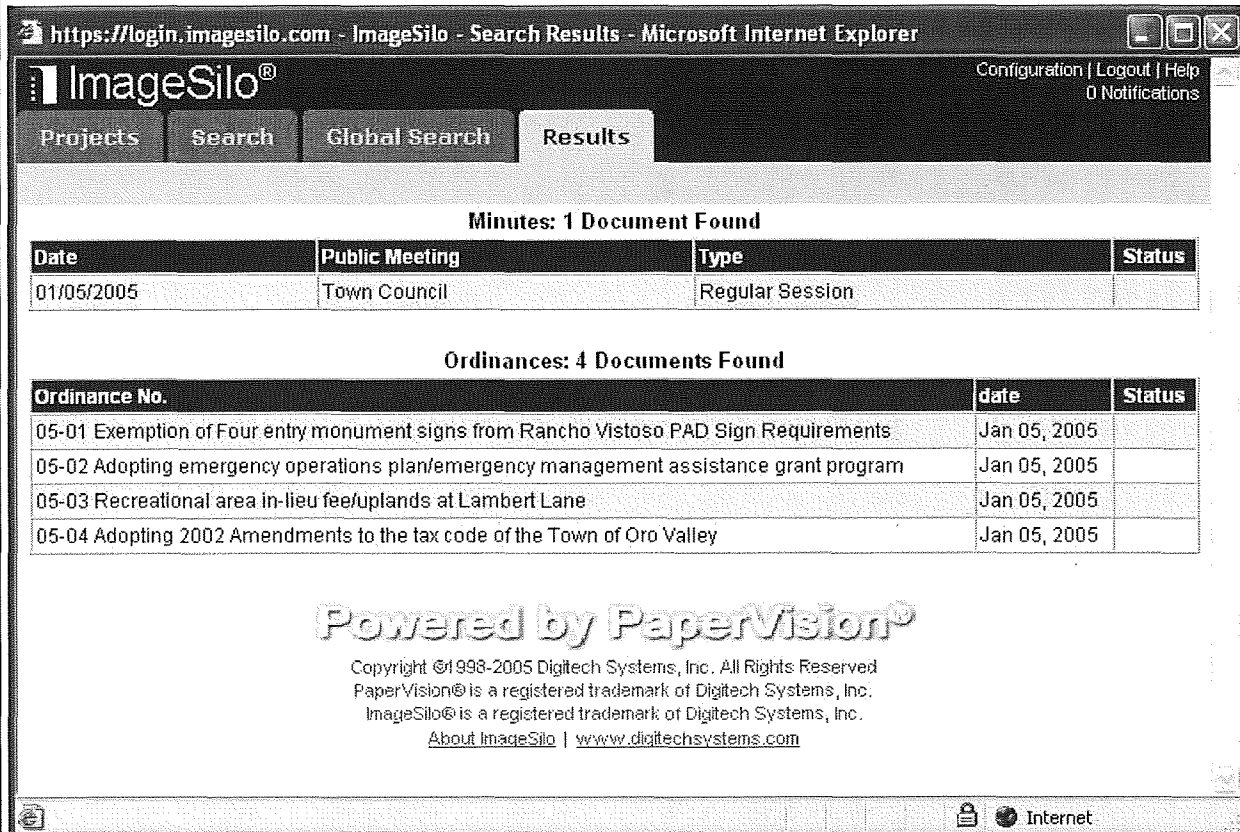 https://login.imagesilo.com - ImageSilo - Search Results - Microsoft Internet Explorer
ImageSilo®
Configuration | Logout | Help
0 Notifications
Projects Search Global Search Results
Minutes: 1 Document Found
Date Public Meeting Type Status
01/05/2005 Town Council Regular Session
Ordinances: 4 Documents Found
Ordinance No. date Status
05-01 Exemption of Four entry monument signs from Rancho Vistoso PAD Sign Requirements Jan 05, 2005
05-02 Adopting emergency operations plan/emergency management assistance grant program Jan 05, 2005
05-03 Recreational area in-lieu fee/uplands at Lambert Lane Jan 05, 2005
05-04 Adopting 2002 Amendments to the tax code of the Town of Oro Valley Jan 05, 2005
Powered by PaperVision®
Copyright ©1998-2005 Digitech Systems, Inc. All Rights Reserved
PaperVision® is a registered trademark of Digitech Systems, Inc.
ImageSilo® is a registered trademark of Digitech Systems, Inc.
About ImageSilo | www.digitechsystems.com
Internet